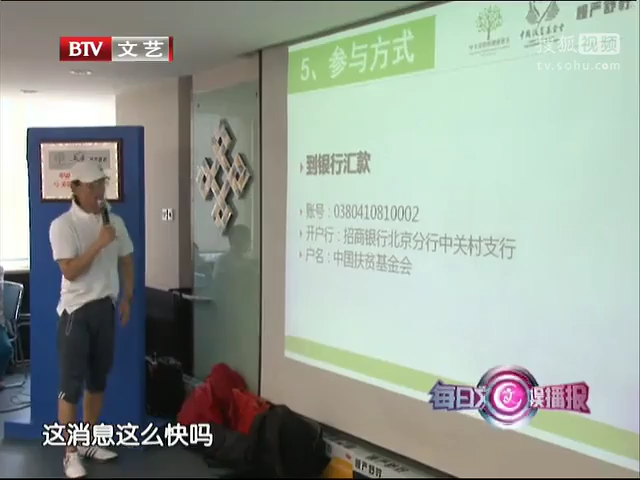 BTV 文艺
搜狐视频
tv.sohu.com
5、参与方式
到银行汇款
账号：0380410810002
开户行：招商银行北京分行中关村支行
户名：中国扶贫基金会
每日文娱播报
这消息这么快吗